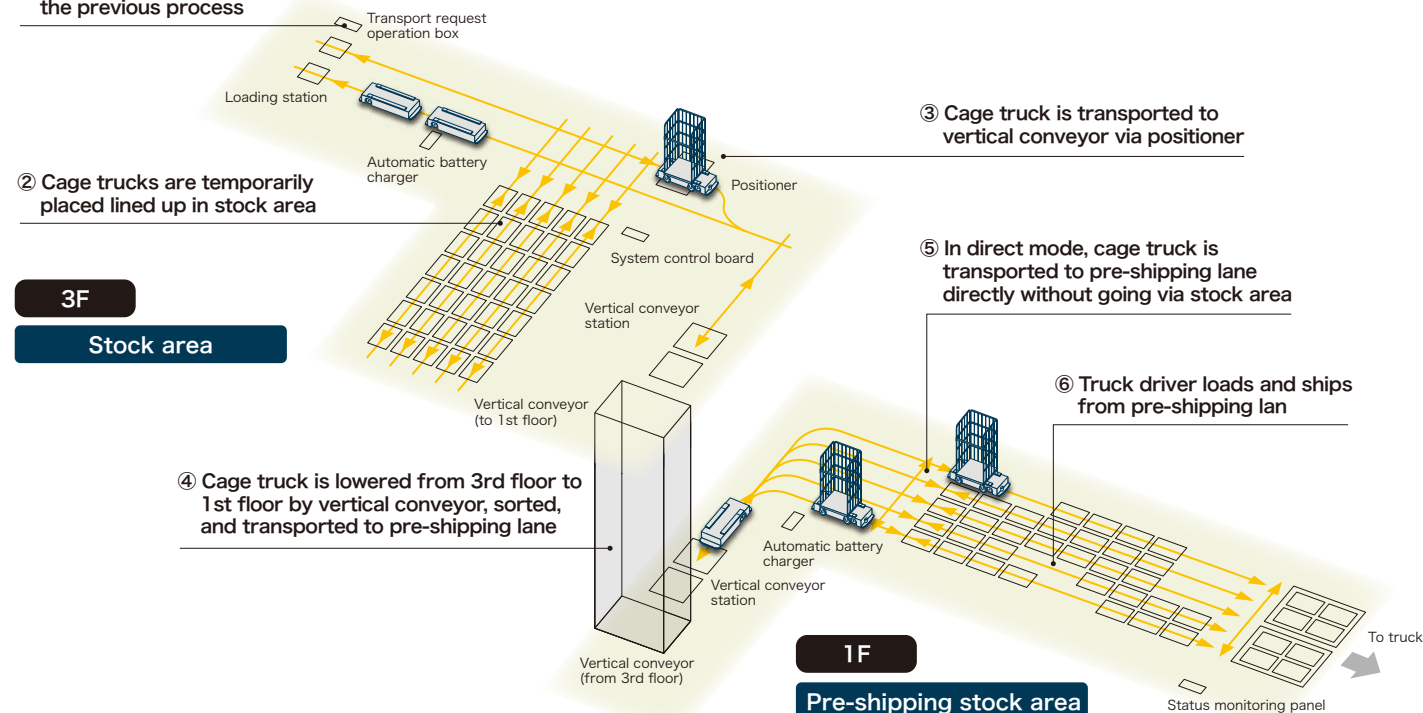 the previous process
Transport request
operation box
Loading station
Automatic battery
charger
③ Cage truck is transported to
vertical conveyor via positioner
Positioner
② Cage trucks are temporarily
placed lined up in stock area
System control board
3F
Stock area
Vertical conveyor
station
Vertical conveyor
(to 1st floor)
⑤ In direct mode, cage truck is
transported to pre-shipping lane
directly without going via stock area
⑥ Truck driver loads and ships
from pre-shipping lan
④ Cage truck is lowered from 3rd floor to
1st floor by vertical conveyor, sorted,
and transported to pre-shipping lane
Automatic battery
charger
Vertical conveyor
station
Vertical conveyor
(from 3rd floor)
1F
Pre-shipping stock area
To truck
Status monitoring panel